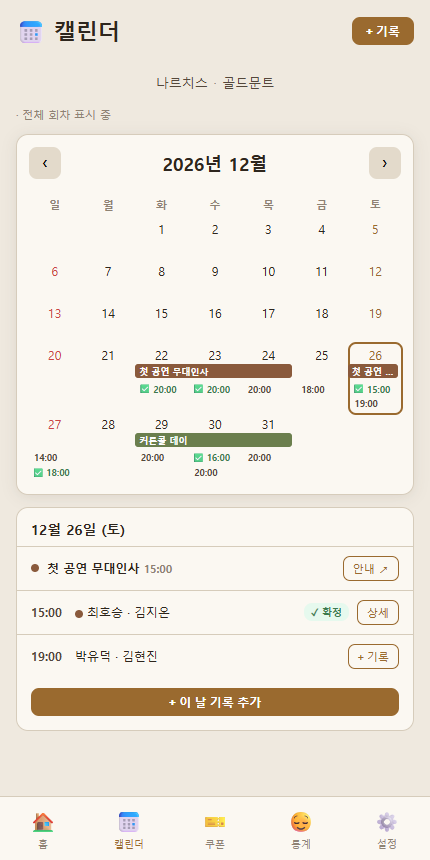 캘린더
+ 기록
나르치스 · 골드문트
· 전체 회차 표시 중
‹ 2026년 12월 ›
일 월 화 수 목 금 토
1 2 3 4 5
6 7 8 9 10 11 12
13 14 15 16 17 18 19
20 21 22 23 24 25 26
첫 공연 무대인사 첫 공연 ...
✅ 20:00 ✅ 20:00 20:00 18:00 ✅ 15:00
19:00
27 28 29 30 31
커튼콜 데이
14:00 20:00 ✅ 16:00 20:00
✅ 18:00 20:00
12월 26일 (토)
첫 공연 무대인사 15:00 안내 ↗
15:00 최호승 · 김지온 ✓ 확정 상세
19:00 박유덕 · 김현진 + 기록
+ 이 날 기록 추가
홈 캘린더 쿠폰 통계 설정